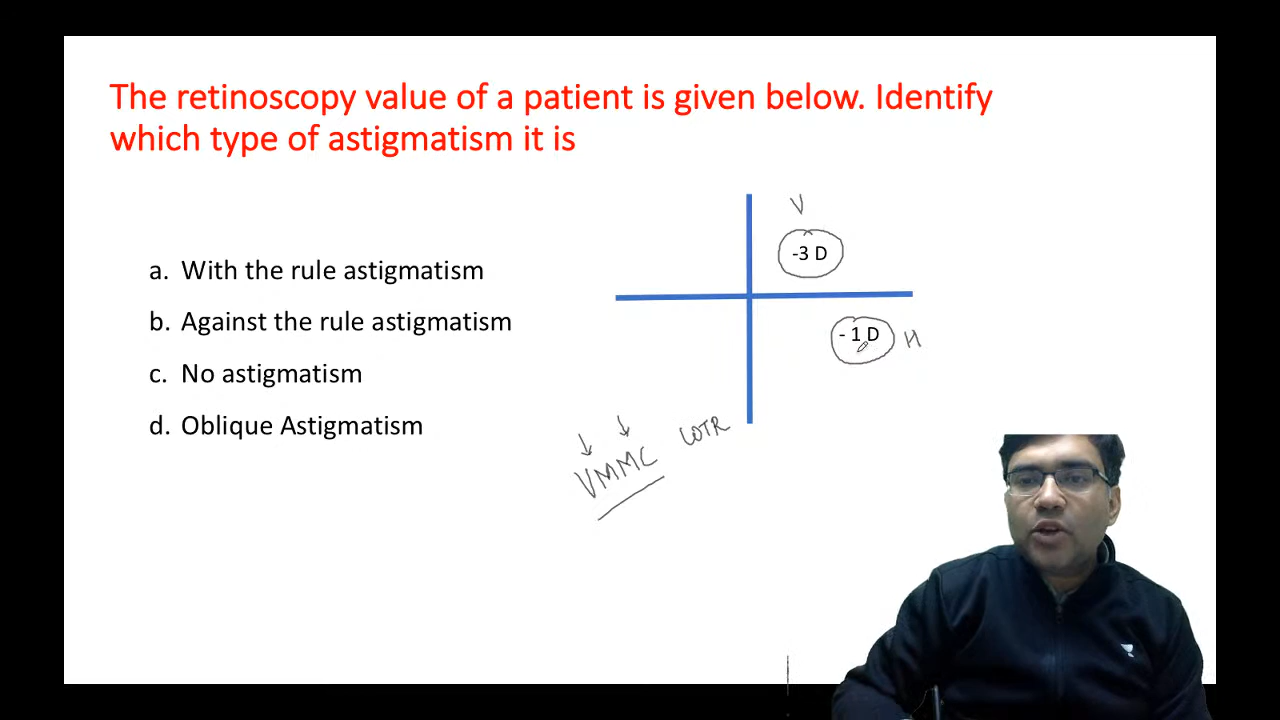 The retinoscopy value of a patient is given below. Identify
which type of astigmatism it is
V
-3 D
a. With the rule astigmatism
b. Against the rule astigmatism
- 1 D H
c. No astigmatism
d. Oblique Astigmatism
VMMC WTR